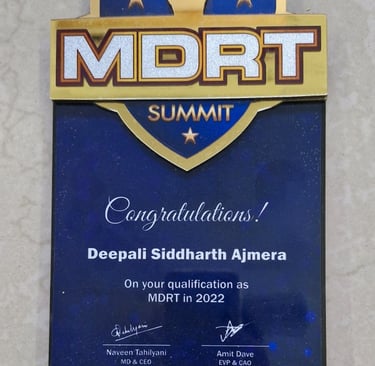 MDRT
SUMMIT
Congratulations!
Deepali Siddharth Ajmera
On your qualification as
MDRT in 2022
Naveen Tahilyani Amit Dave
MD & CEO EVP & CAO